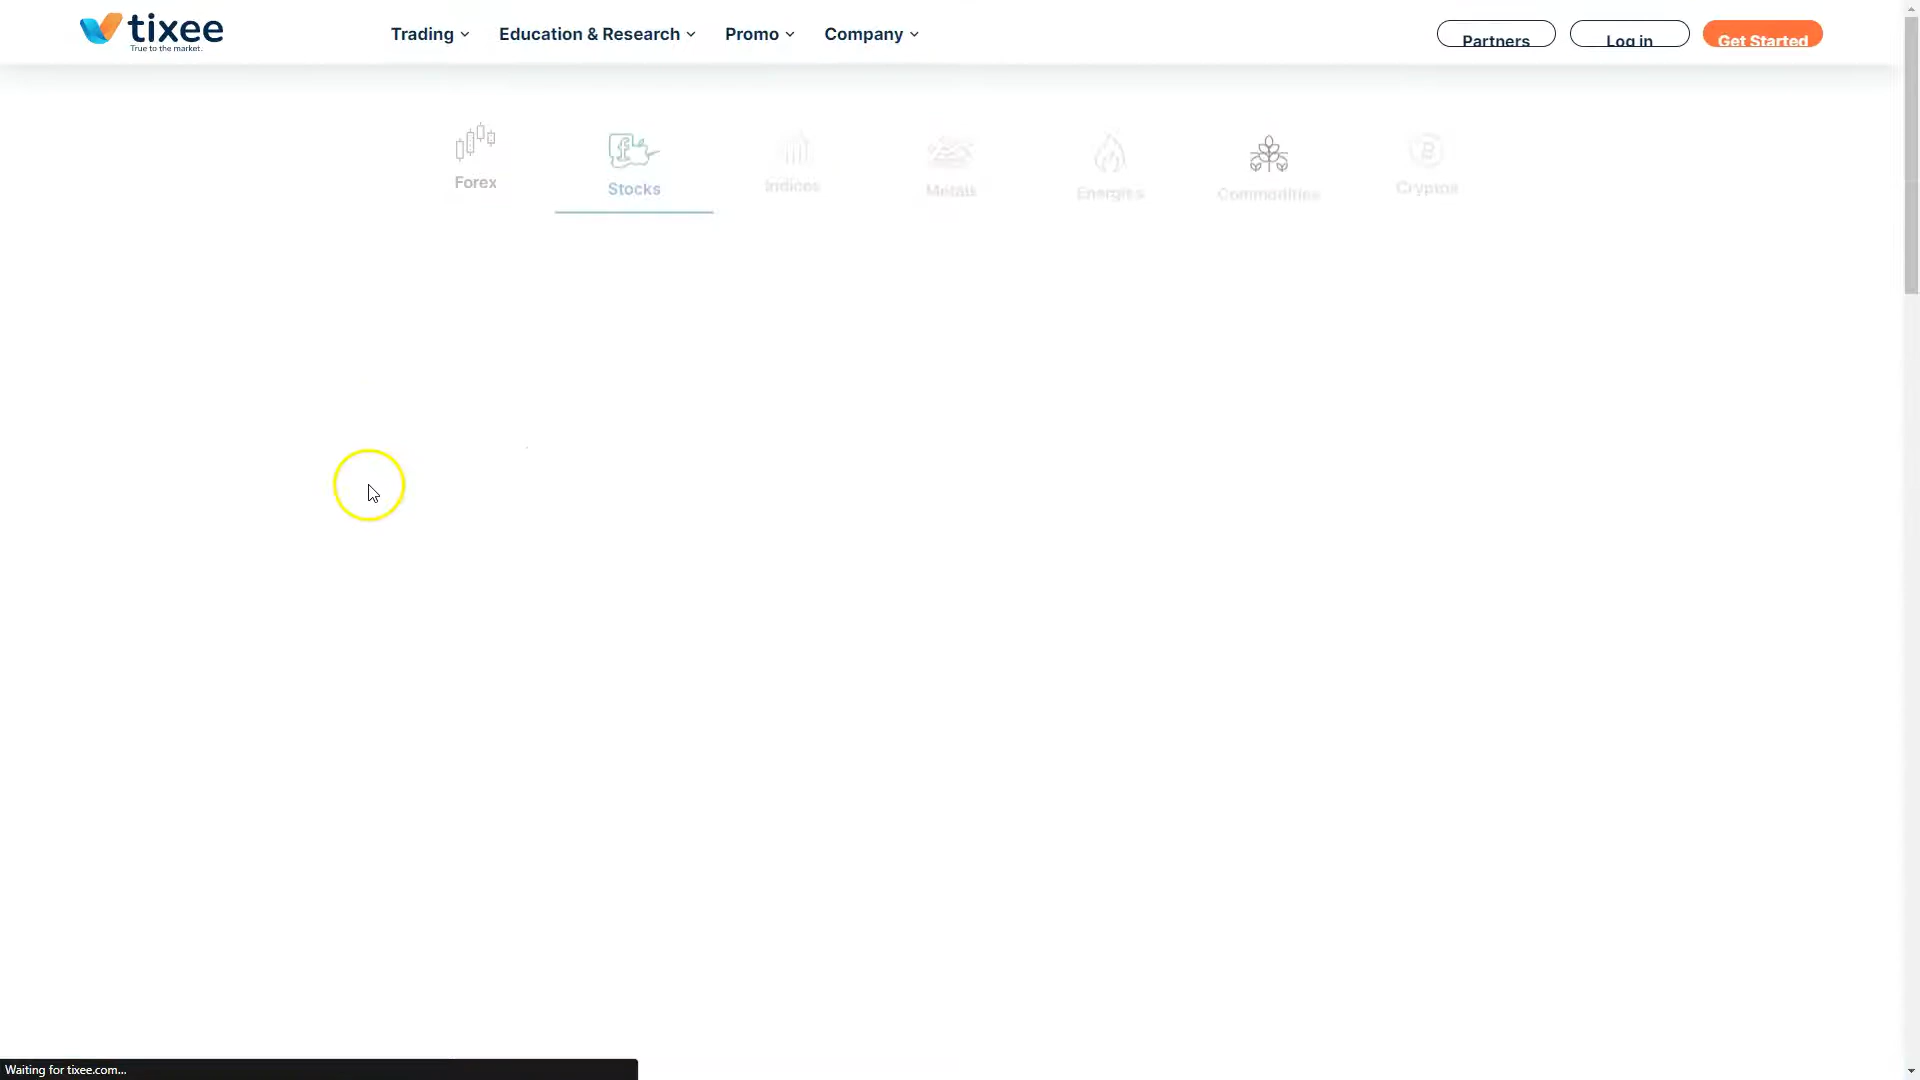 tixee
True to the market.
Trading
Education & Research
Promo
Company
Partners
Log in
Get Started
Forex
Stocks
Indices
Metals
Energies
Commodities
Cryptos
Waiting for tixee.com...